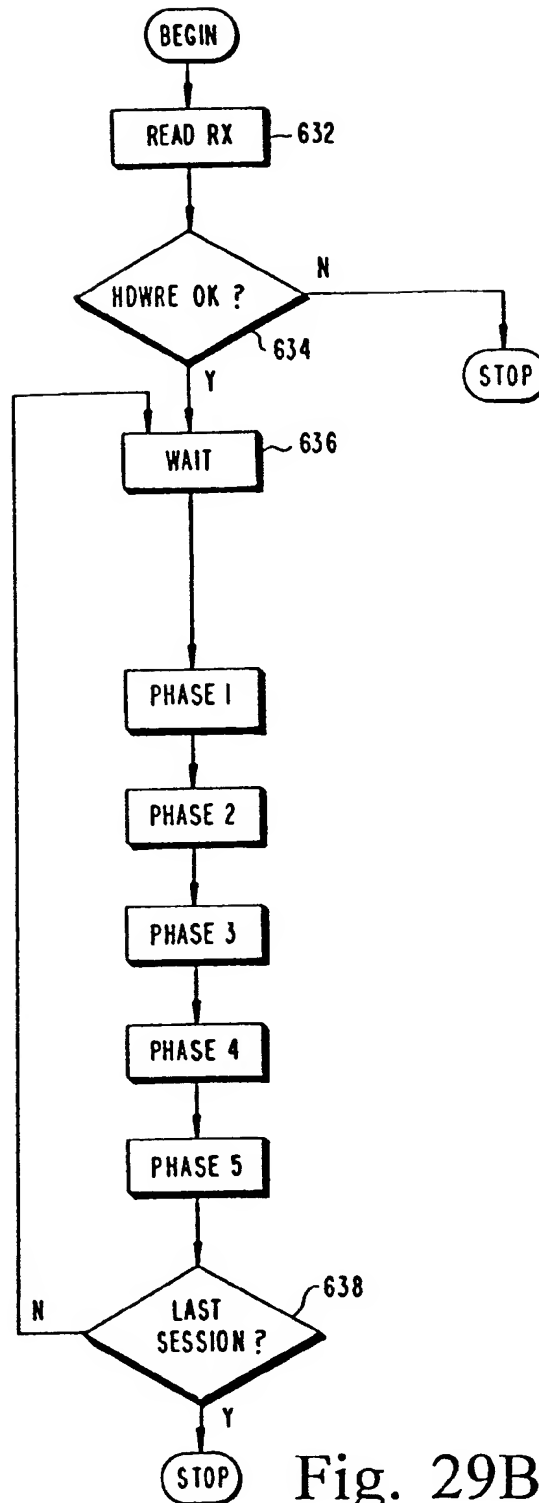 BEGIN
READ RX
632
HDWRE OK ?
N
634
STOP
Y
WAIT
636
PHASE 1
PHASE 2
PHASE 3
PHASE 4
PHASE 5
638
N
LAST
SESSION ?
Y
STOP
Fig. 29B